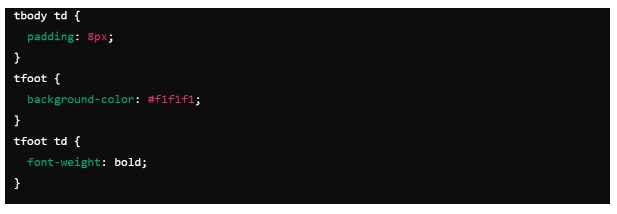 tbody td {
padding: 8px;
}
tfoot {
background-color: #f1f1f1;
}
tfoot td {
font-weight: bold;
}